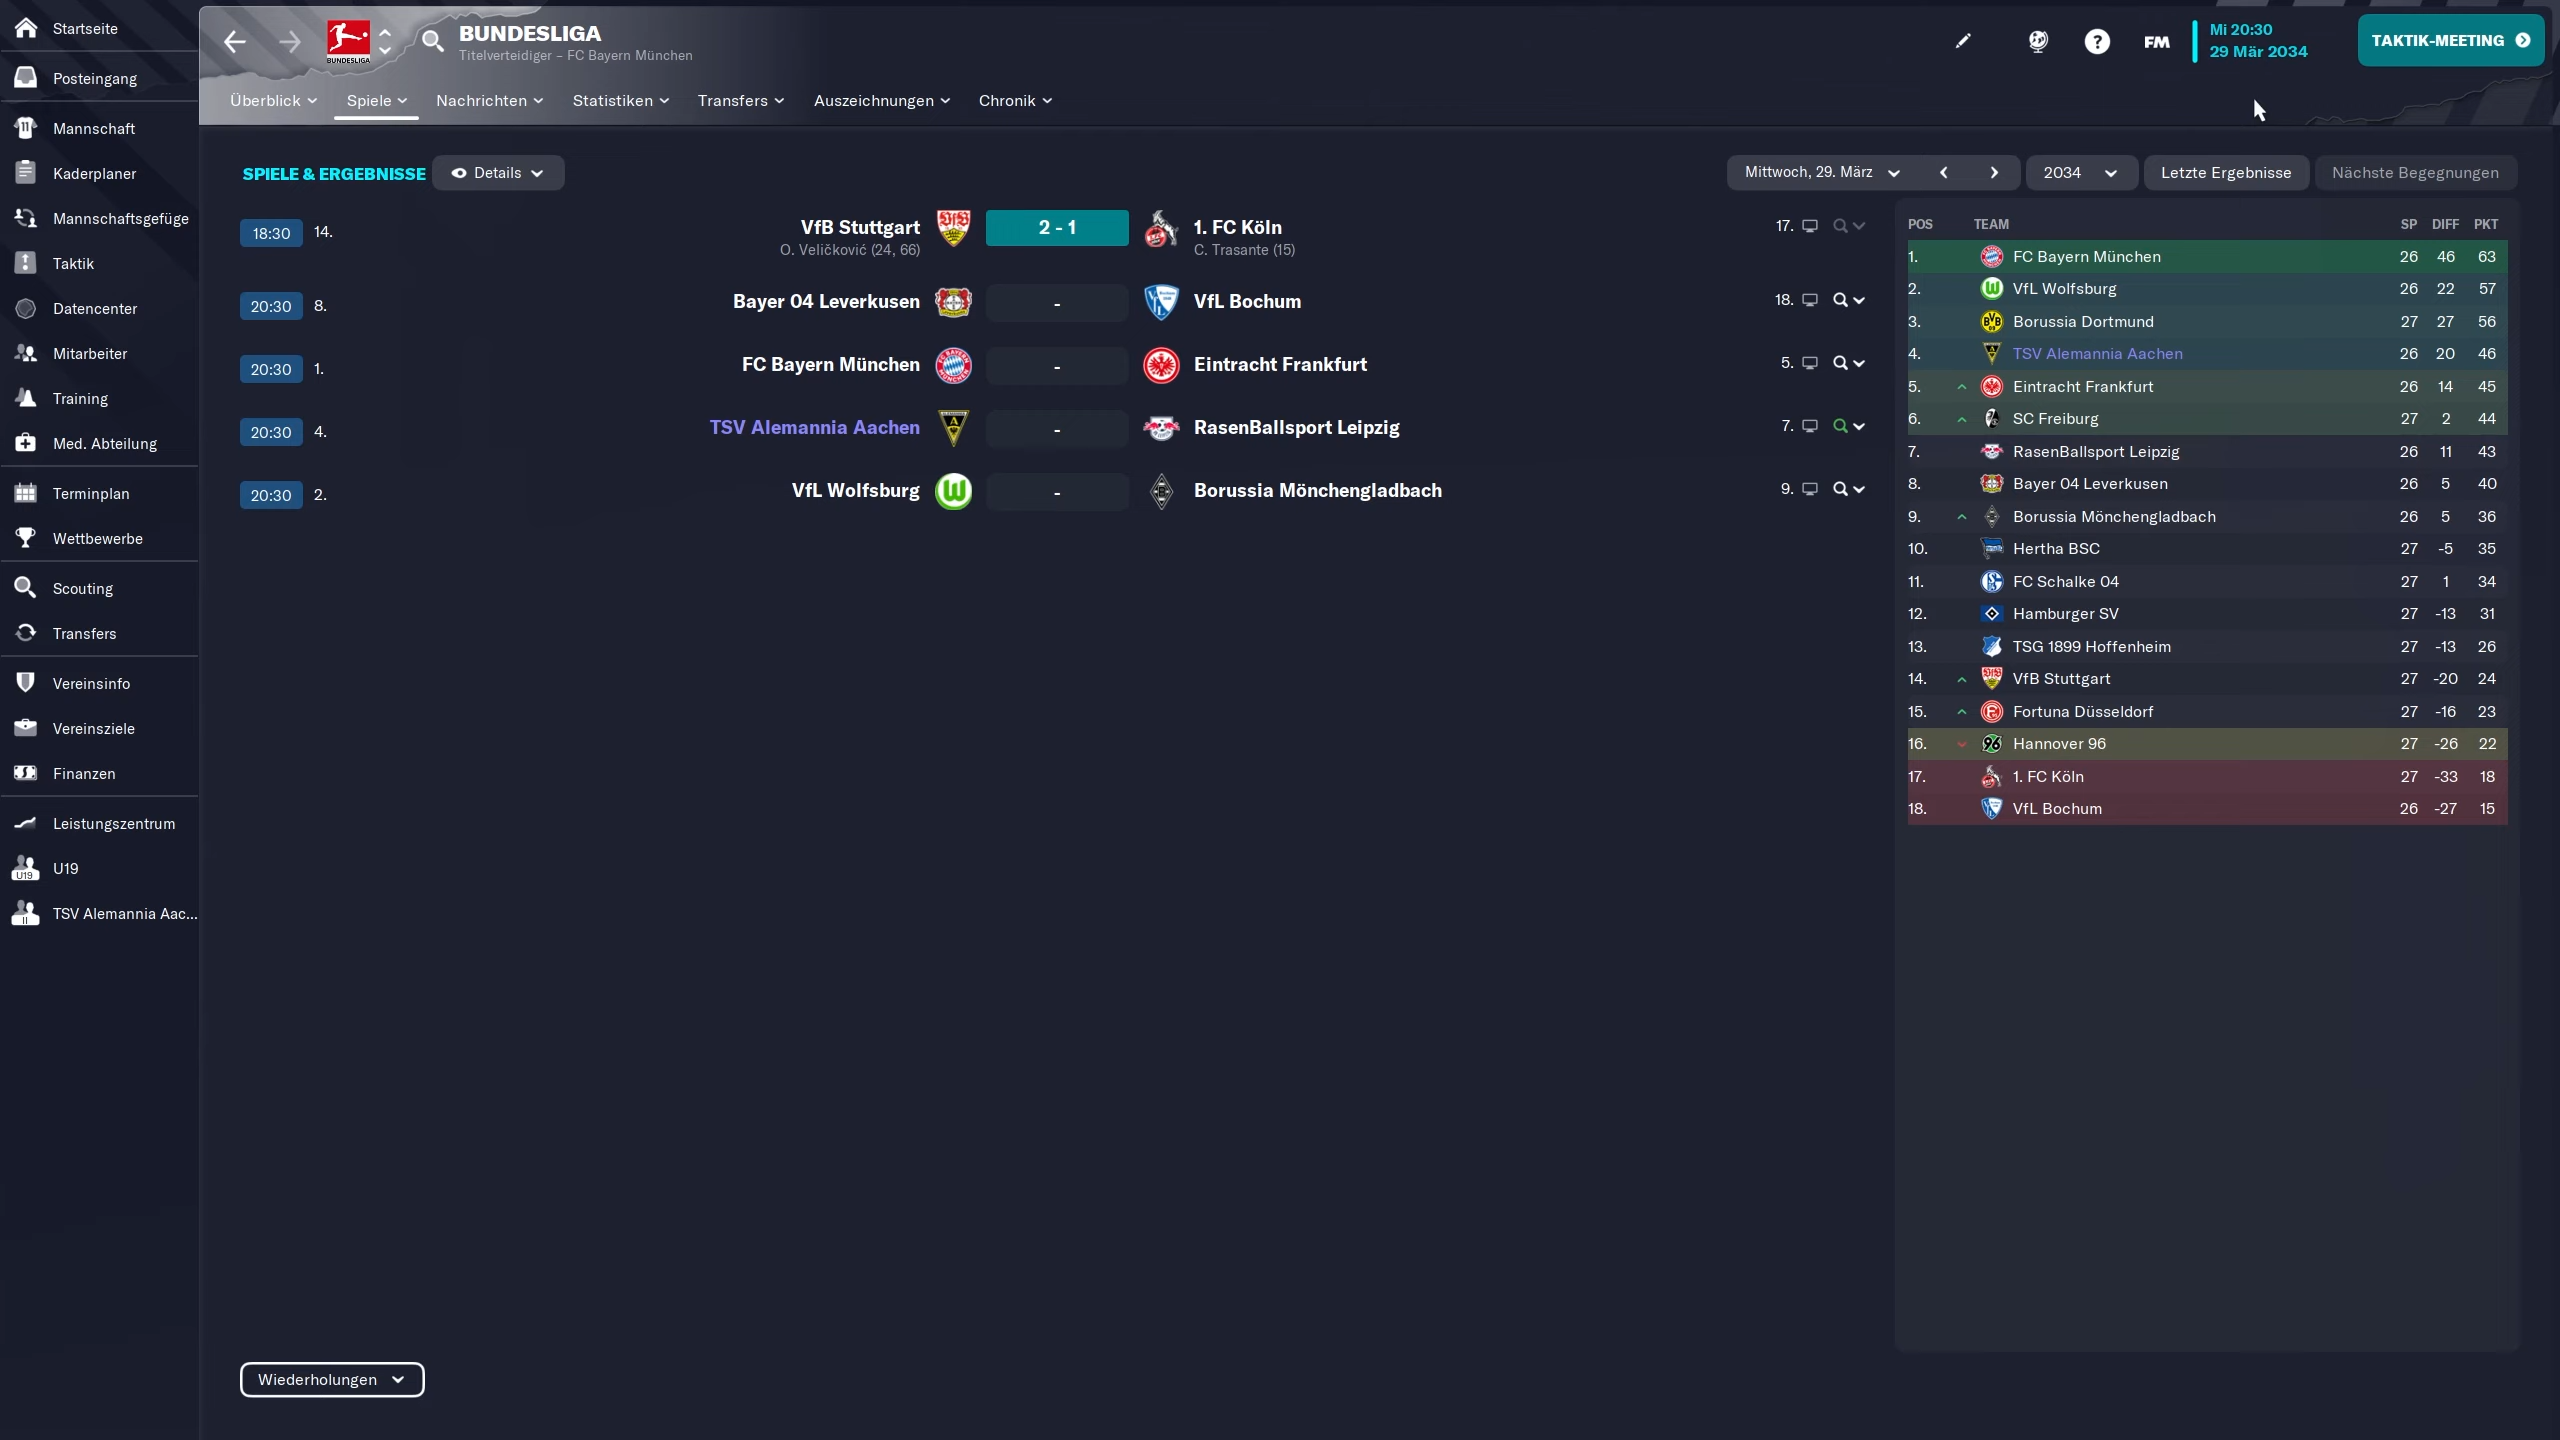 Startseite
Posteingang
Mannschaft
Kaderplaner
Mannschaftsgefüge
Taktik
Datencenter
Mitarbeiter
Training
Med. Abteilung
Terminplan
Wettbewerbe
Scouting
Transfers
Vereinsinfo
Vereinsziele
Finanzen
Leistungszentrum
U19
TSV Alemannia Aac...
BUNDESLIGA
BUNDESLIGA
Titelverteidiger – FC Bayern München
FM
Mi 20:30
29 Mär 2034
TAKTIK-MEETING
Überblick Spiele Nachrichten Statistiken Transfers Auszeichnungen Chronik
SPIELE & ERGEBNISSE Details
Mittwoch, 29. März 2034 Letzte Ergebnisse Nächste Begegnungen
18:30 14. VfB Stuttgart 2 - 1 1. FC Köln 17.
O. Veličković (24, 66) C. Trasante (15)
20:30 8. Bayer 04 Leverkusen - VfL Bochum 18.
20:30 1. FC Bayern München - Eintracht Frankfurt 5.
20:30 4. TSV Alemannia Aachen - RasenBallsport Leipzig 7.
20:30 2. VfL Wolfsburg - Borussia Mönchengladbach 9.
POS TEAM SP DIFF PKT
1. FC Bayern München 26 46 63
2. VfL Wolfsburg 26 22 57
3. Borussia Dortmund 27 27 56
4. TSV Alemannia Aachen 26 20 46
5. Eintracht Frankfurt 26 14 45
6. SC Freiburg 27 2 44
7. RasenBallsport Leipzig 26 11 43
8. Bayer 04 Leverkusen 26 5 40
9. Borussia Mönchengladbach 26 5 36
10. Hertha BSC 27 -5 35
11. FC Schalke 04 27 1 34
12. Hamburger SV 27 -13 31
13. TSG 1899 Hoffenheim 27 -13 26
14. VfB Stuttgart 27 -20 24
15. Fortuna Düsseldorf 27 -16 23
16. Hannover 96 27 -26 22
17. 1. FC Köln 27 -33 18
18. VfL Bochum 26 -27 15
Wiederholungen